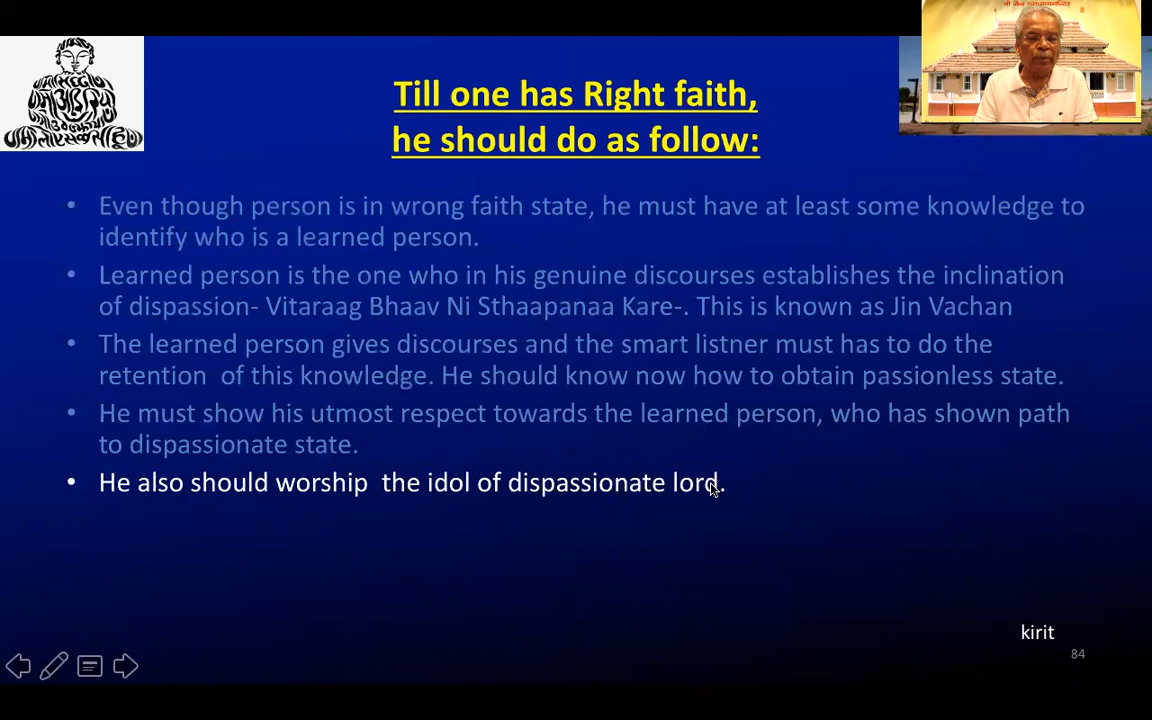 Till one has Right faith,
he should do as follow:
• Even though person is in wrong faith state, he must have at least some knowledge to
identify who is a learned person.
• Learned person is the one who in his genuine discourses establishes the inclination
of dispassion- Vitaraag Bhaav Ni Sthaapanaa Kare-. This is known as Jin Vachan
• The learned person gives discourses and the smart listner must has to do the
retention  of this knowledge. He should know now how to obtain passionless state.
• He must show his utmost respect towards the learned person, who has shown path
to dispassionate state.
• He also should worship  the idol of dispassionate lord.
kirit
84